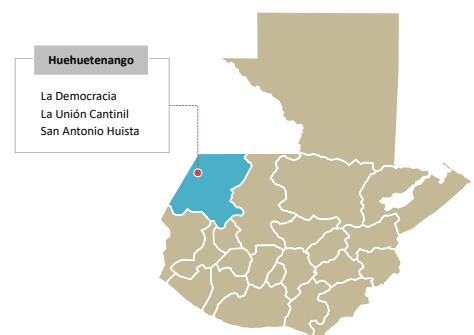 Huehuetenango
La Democracia
La Unión Cantinil
San Antonio Huista